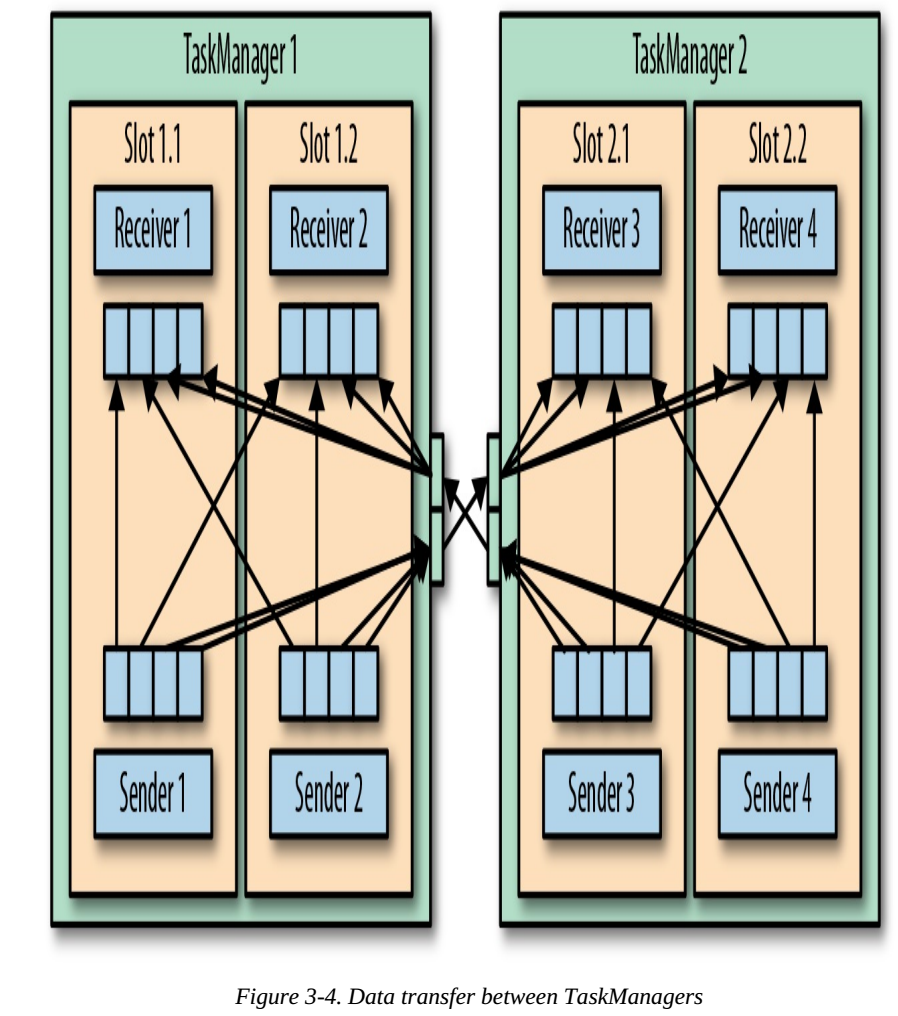 TaskManager 1
TaskManager 2
Slot 1.1
Slot 1.2
Slot 2.1
Slot 2.2
Receiver 1
Receiver 2
Receiver 3
Receiver 4
Sender 1
Sender 2
Sender 3
Sender 4
Figure 3-4. Data transfer between TaskManagers